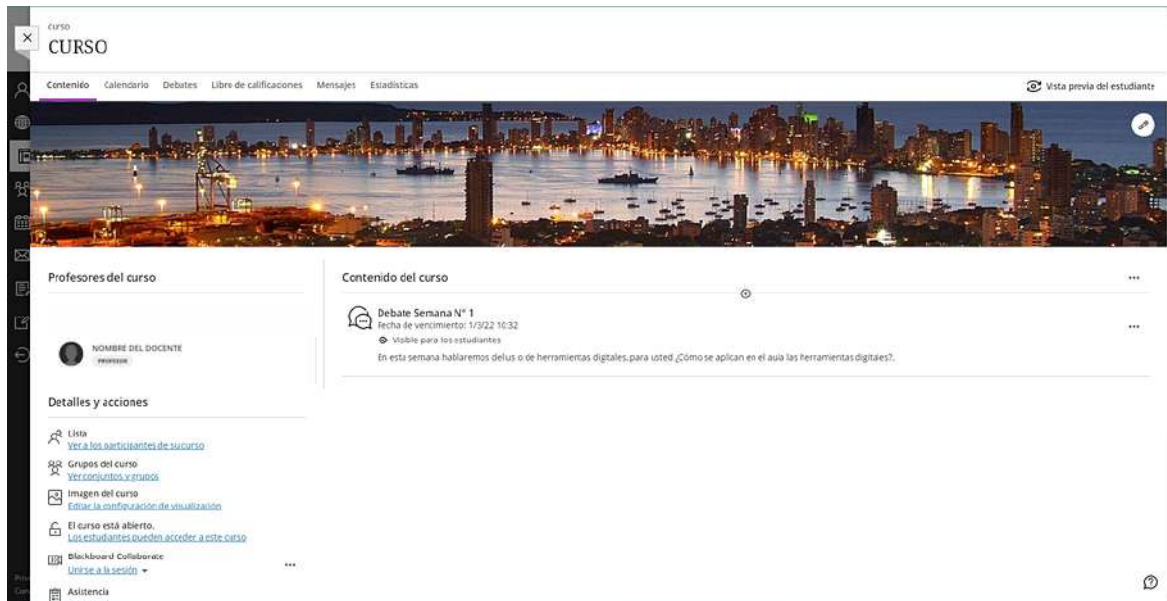 curso
CURSO
Contenido
Calendario
Debates
Libro de calificaciones
Mensajes
Estadísticas
Vista previa del estudiante
Profesores del curso
NOMBRE DEL DOCENTE
PROFESSOR
Detalles y acciones
Lista
Ver a los participantes de su curso
Grupos del curso
Ver conjuntos y grupos
Imagen del curso
Editar la configuración de visualización
El curso está abierto.
Los estudiantes pueden acceder a este curso
Blackboard Collaborate
Unirse a la sesión
Asistencia
Contenido del curso
Debate Semana N° 1
Fecha de vencimiento: 1/3/22 10:32
Visible para los estudiantes
En esta semana hablaremos del us o de herramientas digitales, para usted ¿Cómo se aplican en el aula las herramientas digitales?.